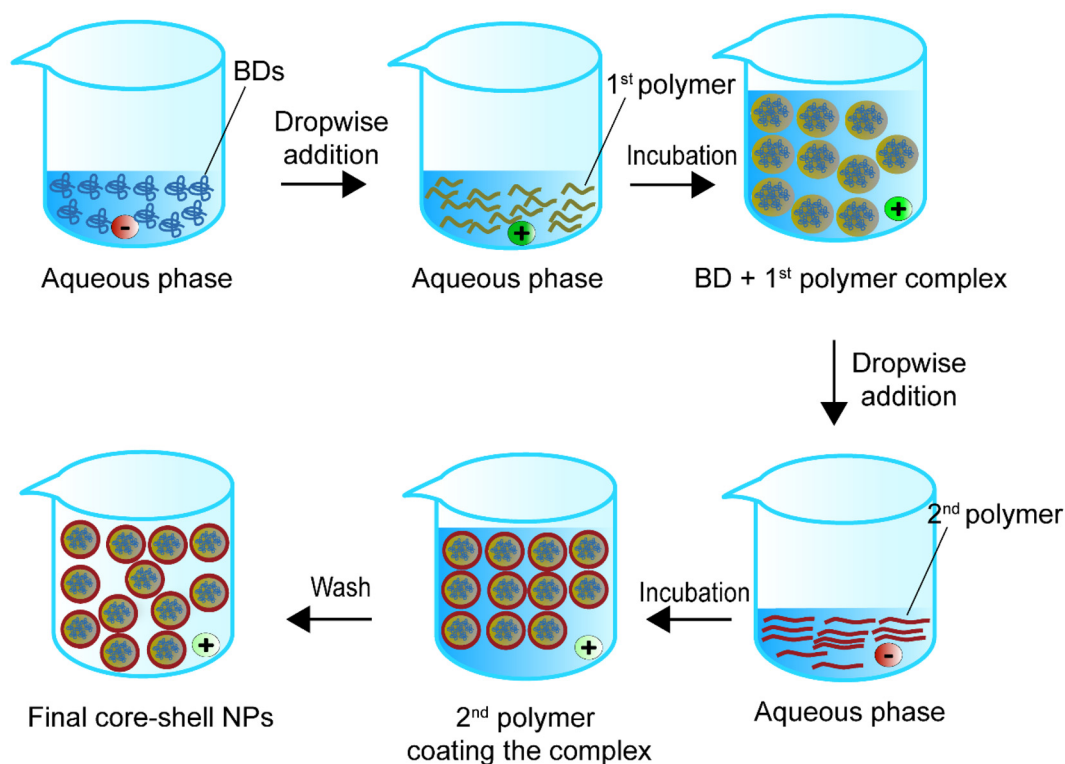 BDs
-
Aqueous phase
Dropwise
addition
1st polymer
+
Aqueous phase
Incubation
+
BD + 1st polymer complex
Dropwise
addition
2nd polymer
-
Aqueous phase
Incubation
+
2nd polymer
coating the complex
Wash
+
Final core-shell NPs